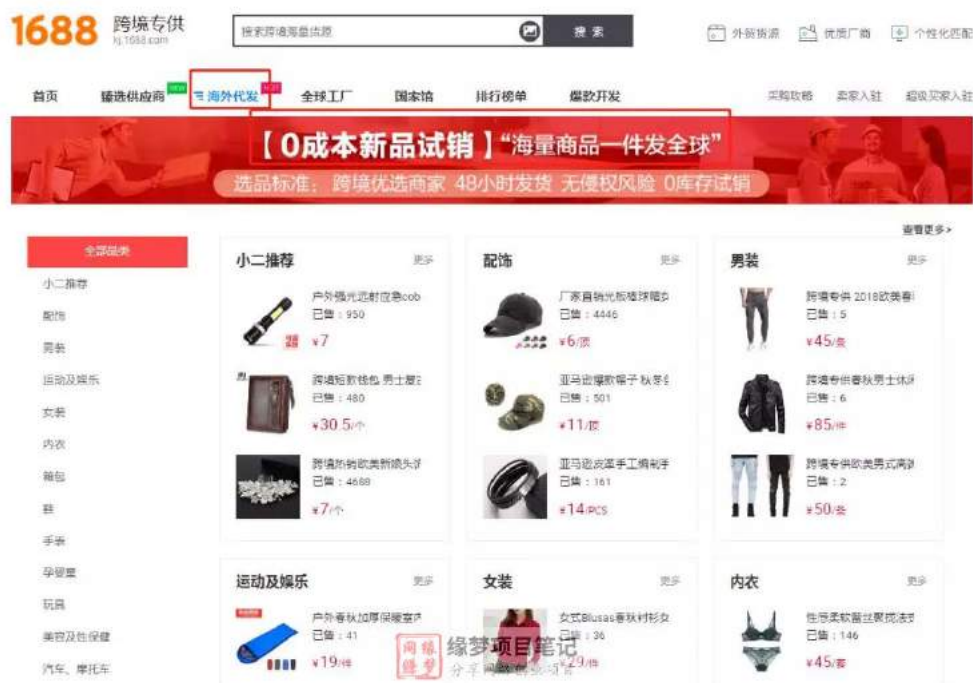 1688 跨境专供
kj.1688.com
搜索跨境海量货源
搜索
外贸货源 优质厂商 个性化匹配
首页 臻选供应商 NEW 海外代发 HOT 全球工厂 国家馆 排行榜单 爆款开发
采购攻略 卖家入驻 超级买家入驻
【0成本新品试销】“海量商品一件发全球”
选品标准：跨境优选商家 48小时发货 无侵权风险 0库存试销
查看更多>
全部品类
小二推荐
配饰
男装
运动及娱乐
女装
内衣
箱包
鞋
手表
孕婴童
玩具
美容及性保健
汽车、摩托车
小二推荐 更多
户外强光远射应急cob
已售：950
¥7
跨境短款钱包 男士复古
已售：480
¥30.5/个
跨境热销欧美新娘头饰
已售：4688
¥7/个
配饰 更多
厂家直销光板棒球帽女
已售：4446
¥6/顶
亚马逊爆款帽子 秋冬
已售：501
¥11/顶
亚马逊皮革手工编制手
已售：161
¥14/PCS
男装 更多
跨境专供 2018欧美春
已售：5
¥45/条
跨境专供春秋男士休闲
已售：6
¥85/件
跨境专供欧美男式高
已售：2
¥50/条
运动及娱乐 更多
户外春秋加厚保暖室内
已售：41
¥19/件
女装 更多
女式Blusas春秋衬衫女
已售：36
¥29/件
内衣 更多
性感柔软蕾丝聚拢法式
已售：146
¥45/套
缘梦项目笔记